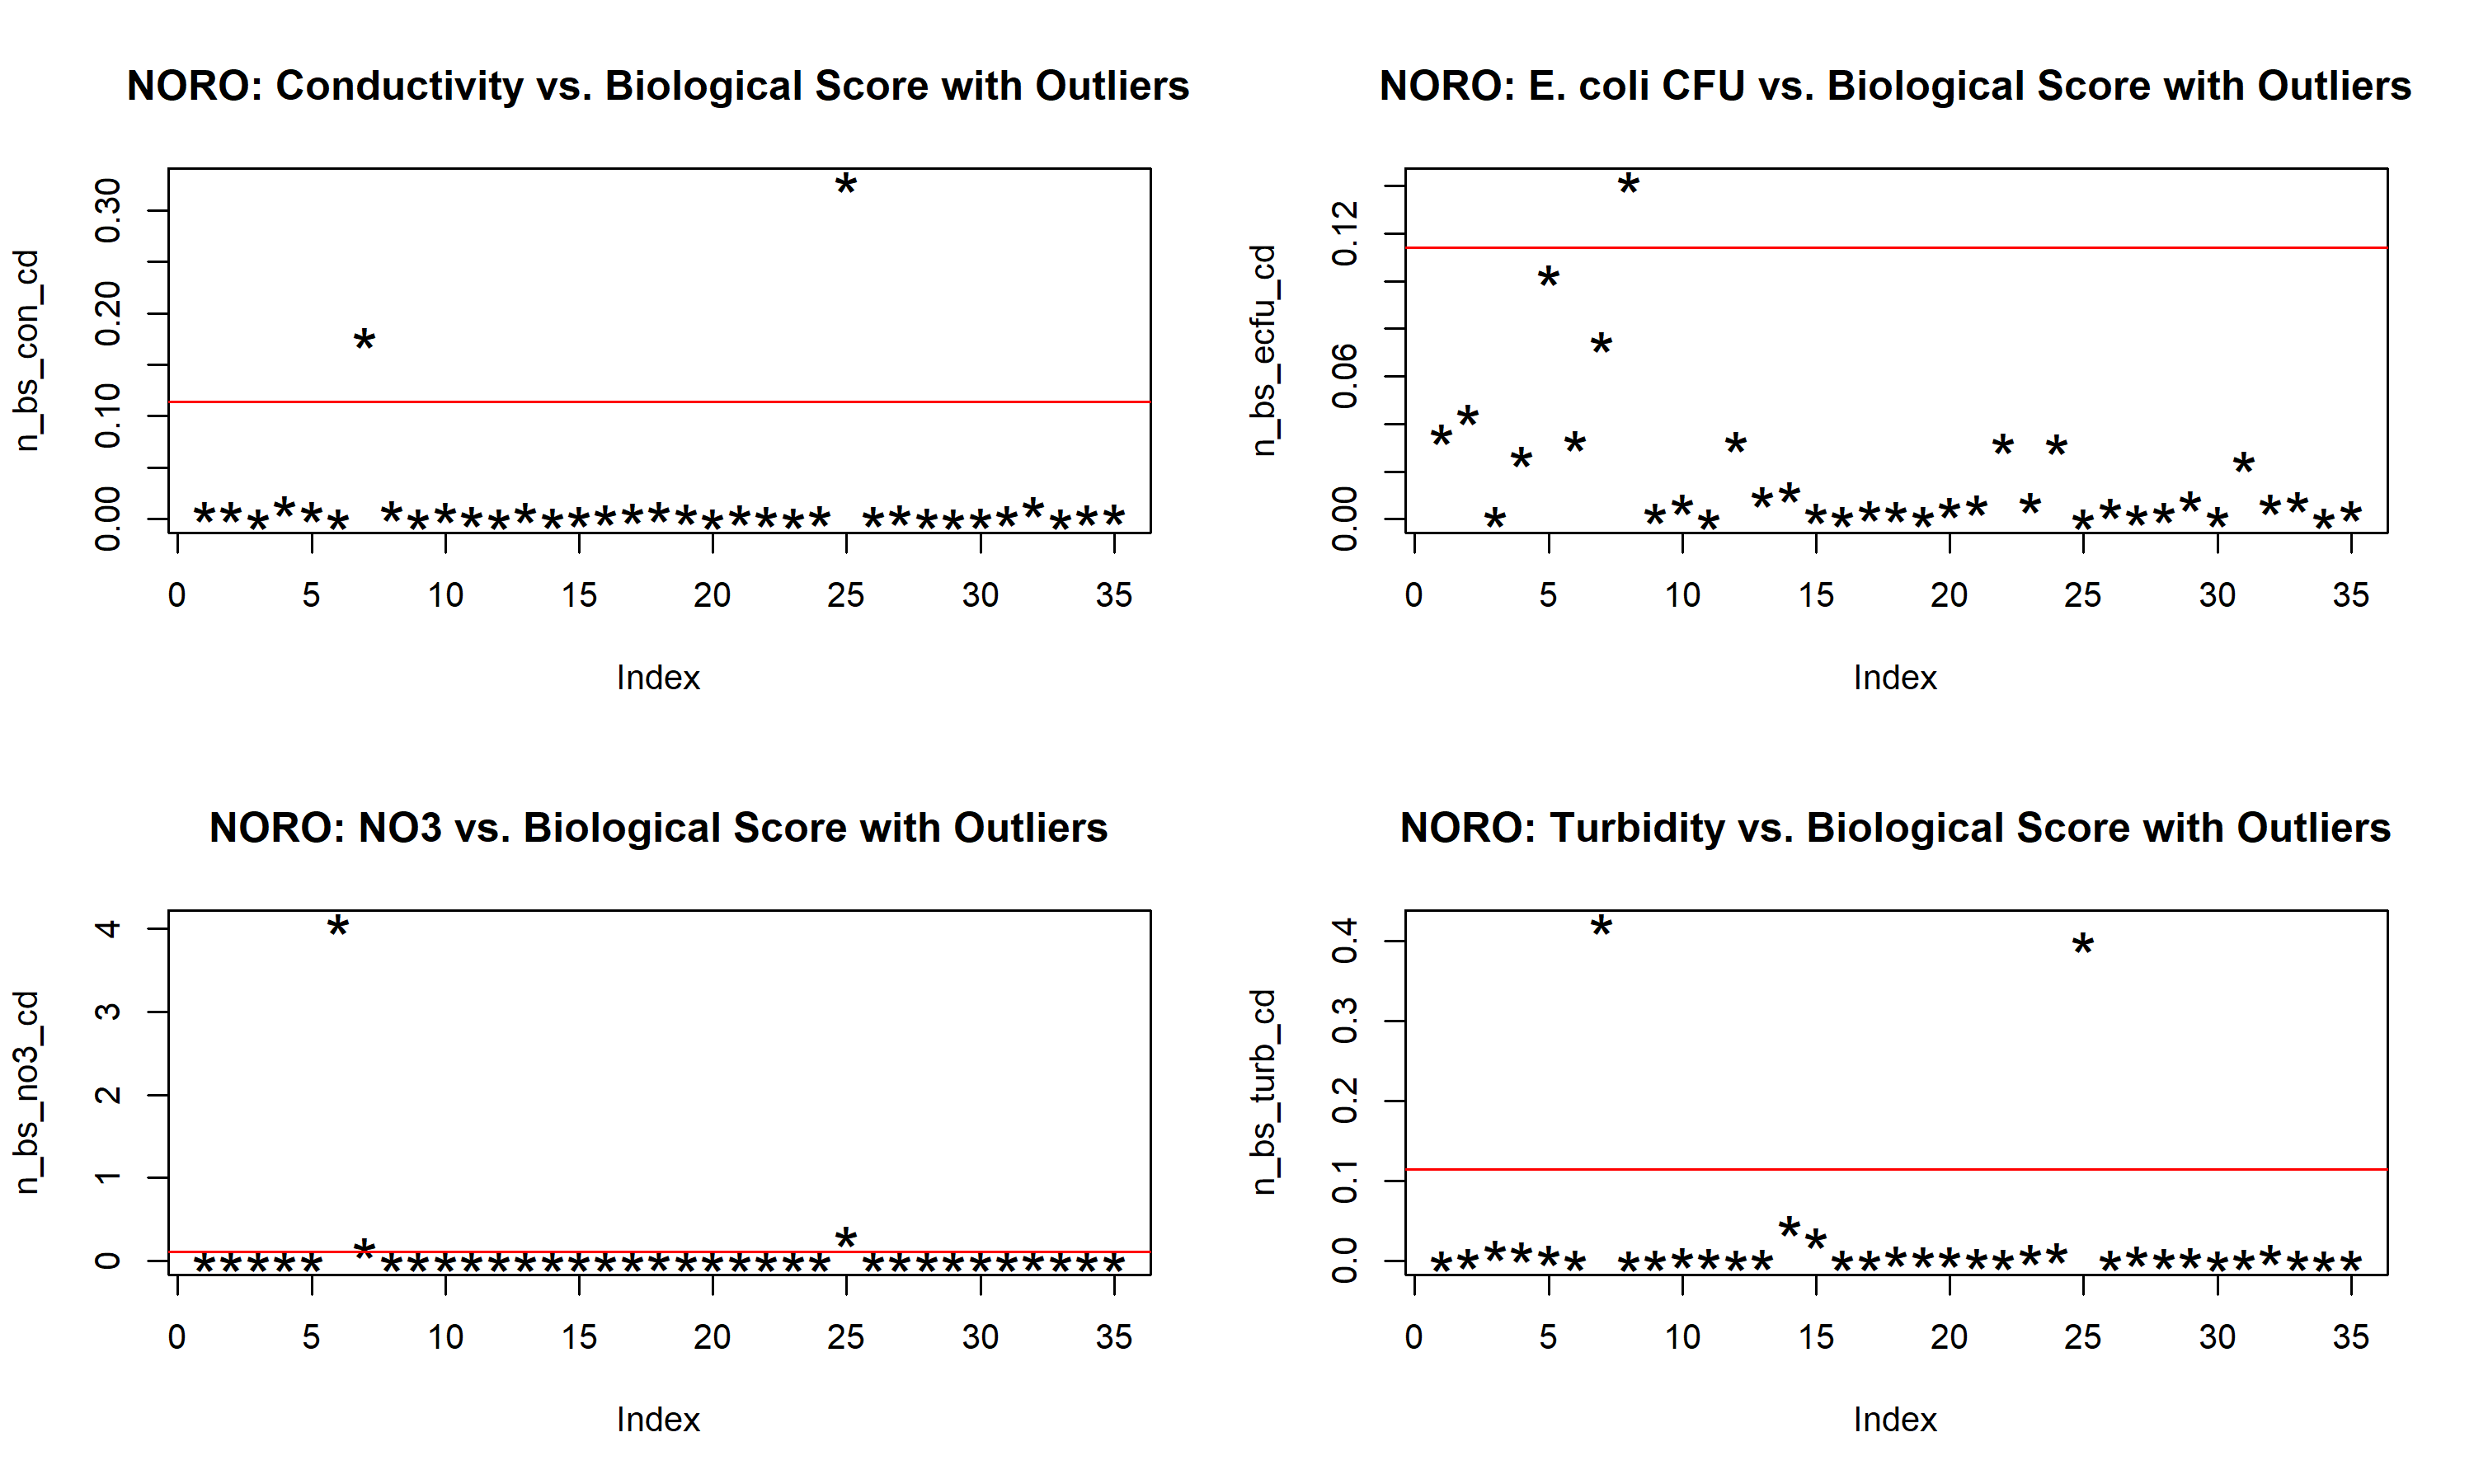 NORO: Conductivity vs. Biological Score with Outliers
n_bs_con_cd
0.00 0.10 0.20 0.30
0 5 10 15 20 25 30 35
Index
NORO: E. coli CFU vs. Biological Score with Outliers
n_bs_ecfu_cd
0.00 0.06 0.12
0 5 10 15 20 25 30 35
Index
NORO: NO3 vs. Biological Score with Outliers
n_bs_no3_cd
0 1 2 3 4
0 5 10 15 20 25 30 35
Index
NORO: Turbidity vs. Biological Score with Outliers
n_bs_turb_cd
0.0 0.1 0.2 0.3 0.4
0 5 10 15 20 25 30 35
Index